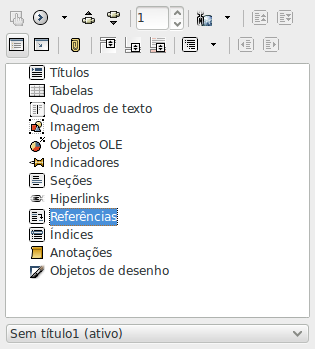 1
Títulos
Tabelas
Quadros de texto
Imagem
Objetos OLE
Indicadores
Seções
Hiperlinks
Referências
Índices
Anotações
Objetos de desenho
Sem título1 (ativo)